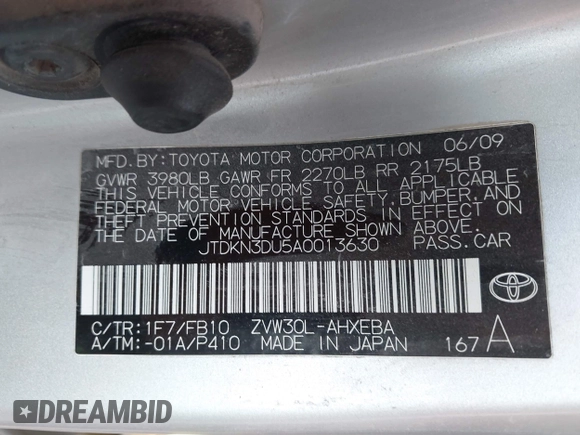 MFD. BY: TOYOTA MOTOR CORPORATION 06/09
GVWR 3980LB GAWR FR 2270LB RR 2175LB
THIS VEHICLE CONFORMS TO ALL APPLICABLE
FEDERAL MOTOR VEHICLE SAFETY AND
THEFT PREVENTION STANDARDS IN EFFECT ON
THE DATE OF MANUFACTURE SHOWN ABOVE.
JTDKN3DU5A0013630 PASS. CAR
C/TR: 1F7/FB10 ZVW30L-AHXEBA
A/TM: -01A/P410 MADE IN JAPAN 167 A
DREAMBID